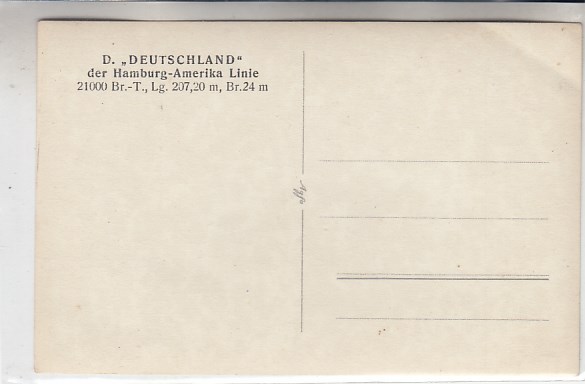 D. „DEUTSCHLAND“
der Hamburg-Amerika Linie
21000 Br.-T., Lg. 207,20 m, Br.24 m